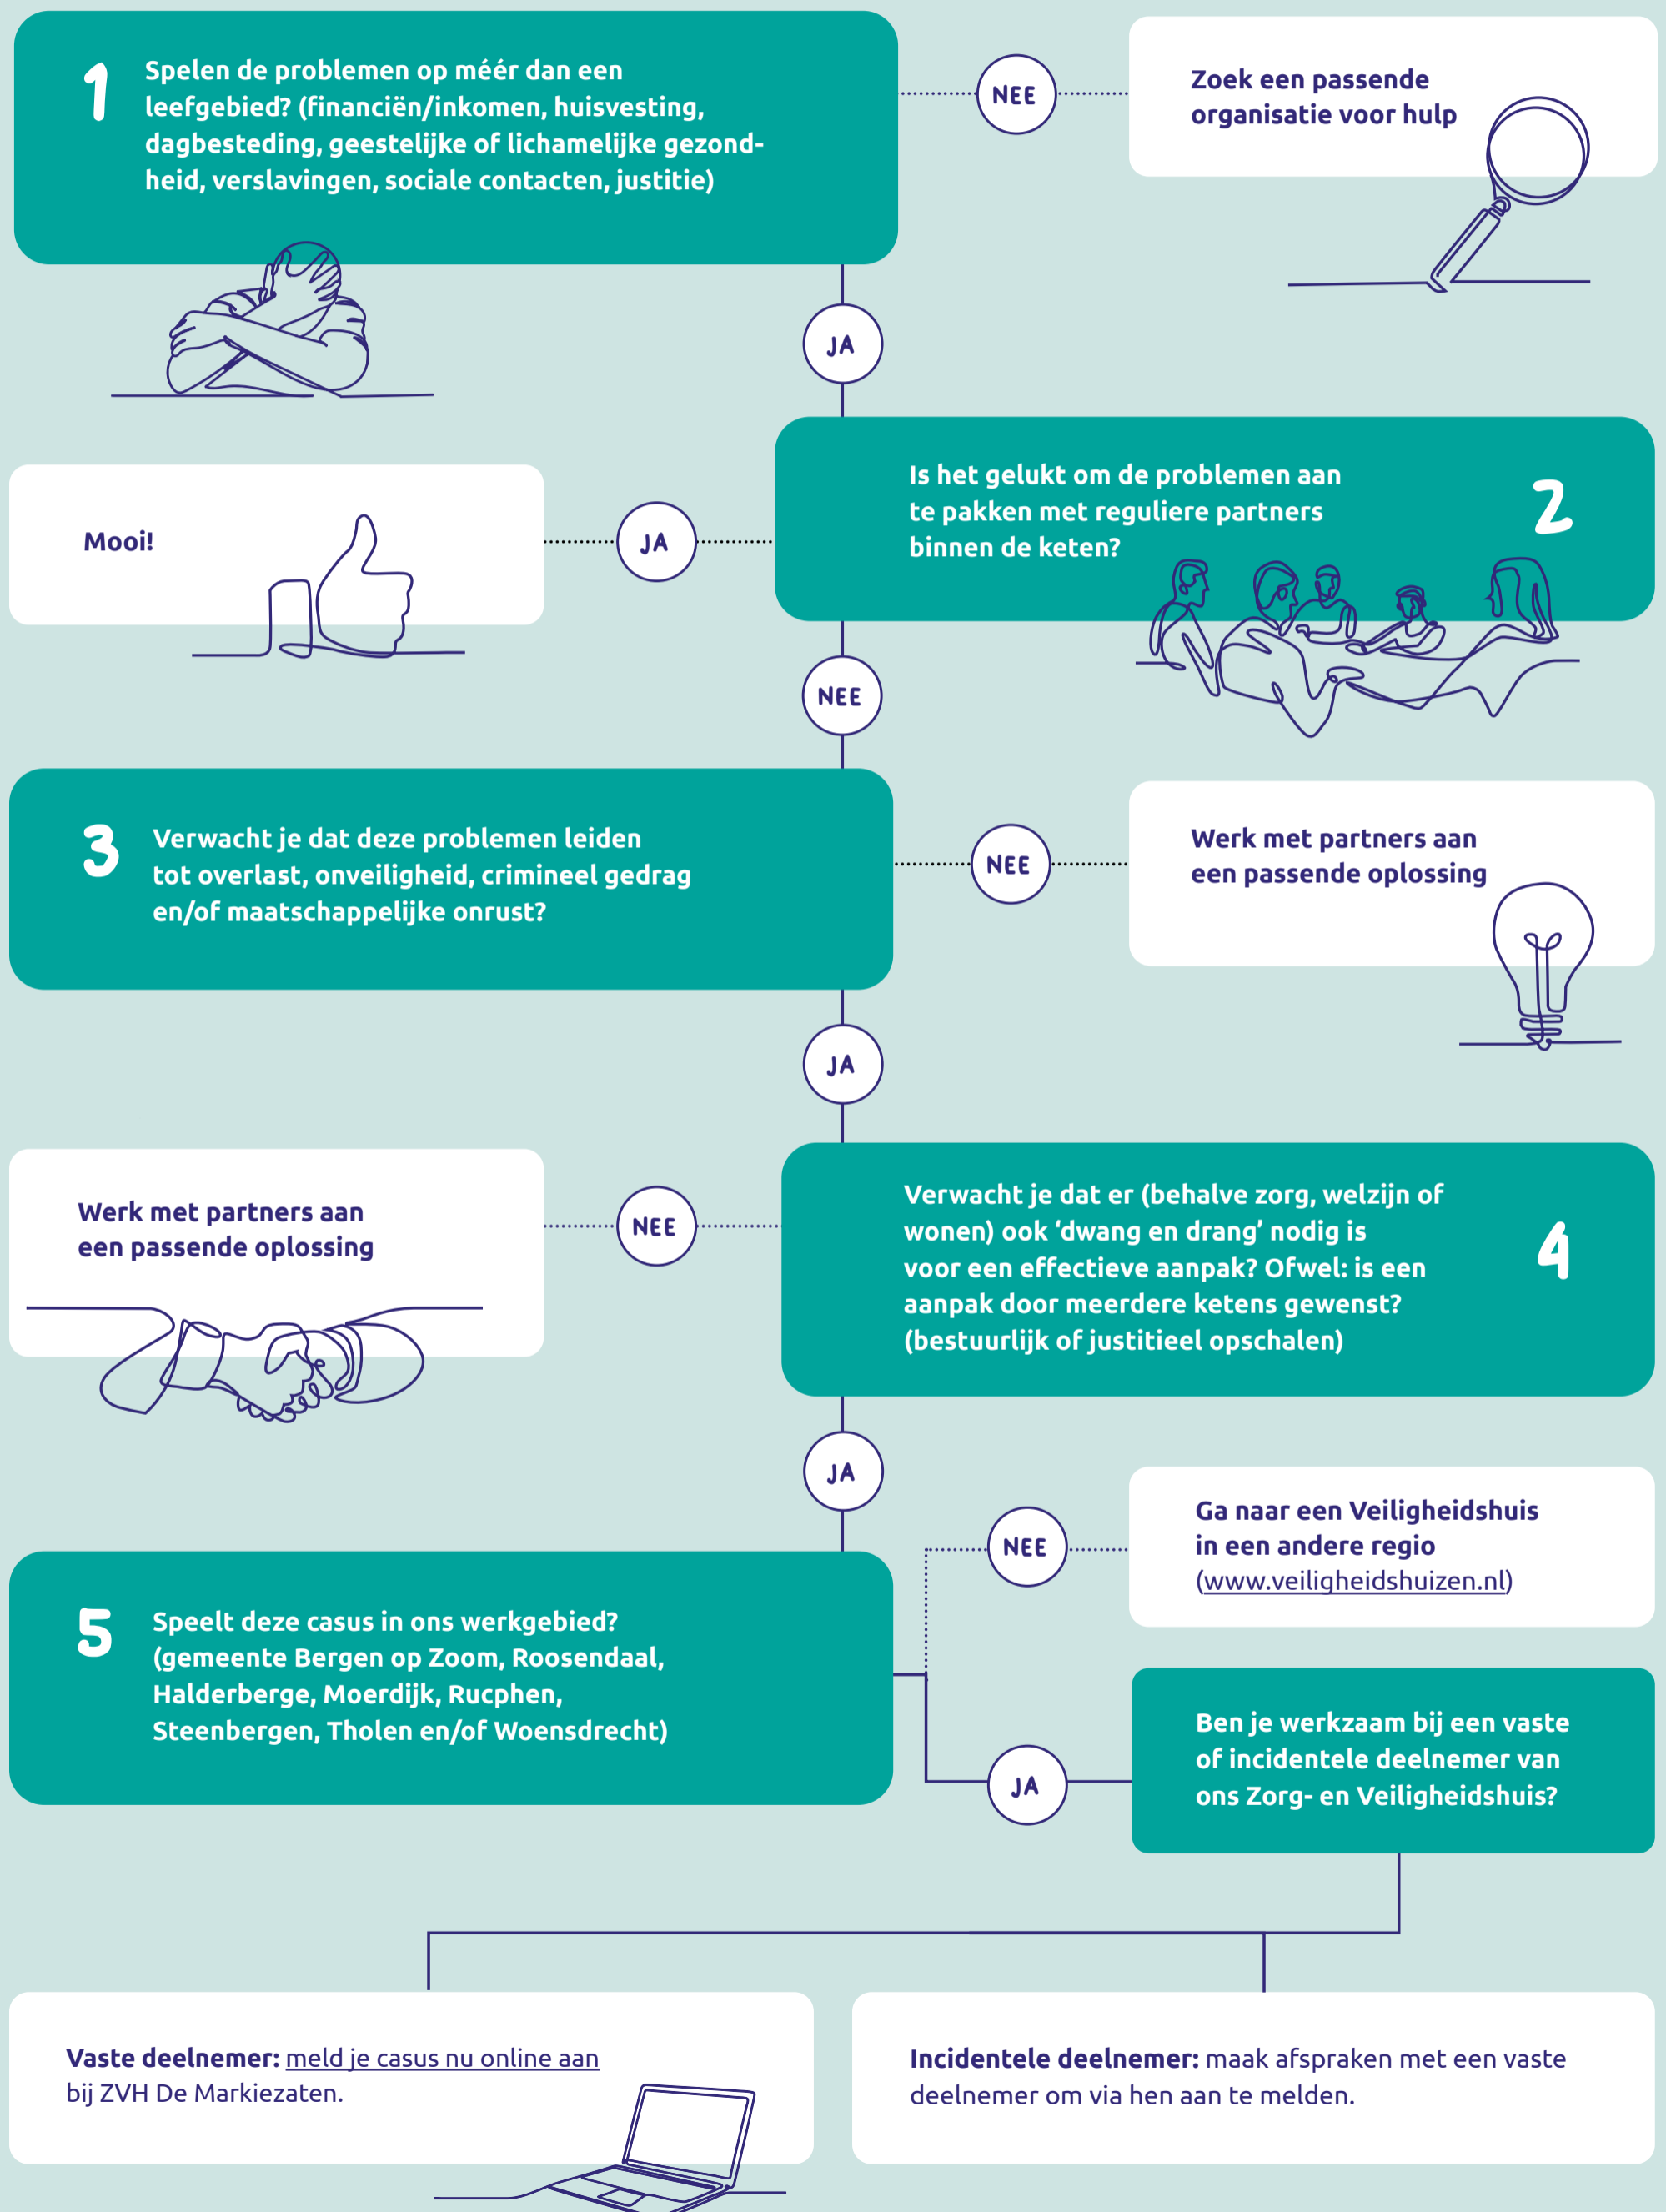 1
Spelen de problemen op méér dan een
leefgebied? (financiën/inkomen, huisvesting,
dagbesteding, geestelijke of lichamelijke gezond-
heid, verslavingen, sociale contacten, justitie)
NEE
Zoek een passende
organisatie voor hulp
JA
2
Is het gelukt om de problemen aan
te pakken met reguliere partners
binnen de keten?
JA
Mooi!
NEE
3
Verwacht je dat deze problemen leiden
tot overlast, onveiligheid, crimineel gedrag
en/of maatschappelijke onrust?
NEE
Werk met partners aan
een passende oplossing
JA
4
Verwacht je dat er (behalve zorg, welzijn of
wonen) ook ‘dwang en drang’ nodig is
voor een effectieve aanpak? Ofwel: is een
aanpak door meerdere ketens gewenst?
(bestuurlijk of justitieel opschalen)
NEE
Werk met partners aan
een passende oplossing
JA
5
Speelt deze casus in ons werkgebied?
(gemeente Bergen op Zoom, Roosendaal,
Halderberge, Moerdijk, Rucphen,
Steenbergen, Tholen en/of Woensdrecht)
NEE
Ga naar een Veiligheidshuis
in een andere regio
(www.veiligheidshuizen.nl)
JA
Ben je werkzaam bij een vaste
of incidentele deelnemer van
ons Zorg- en Veiligheidshuis?
Vaste deelnemer: meld je casus nu online aan
bij ZVH De Markiezaten.
Incidentele deelnemer: maak afspraken met een vaste
deelnemer om via hen aan te melden.